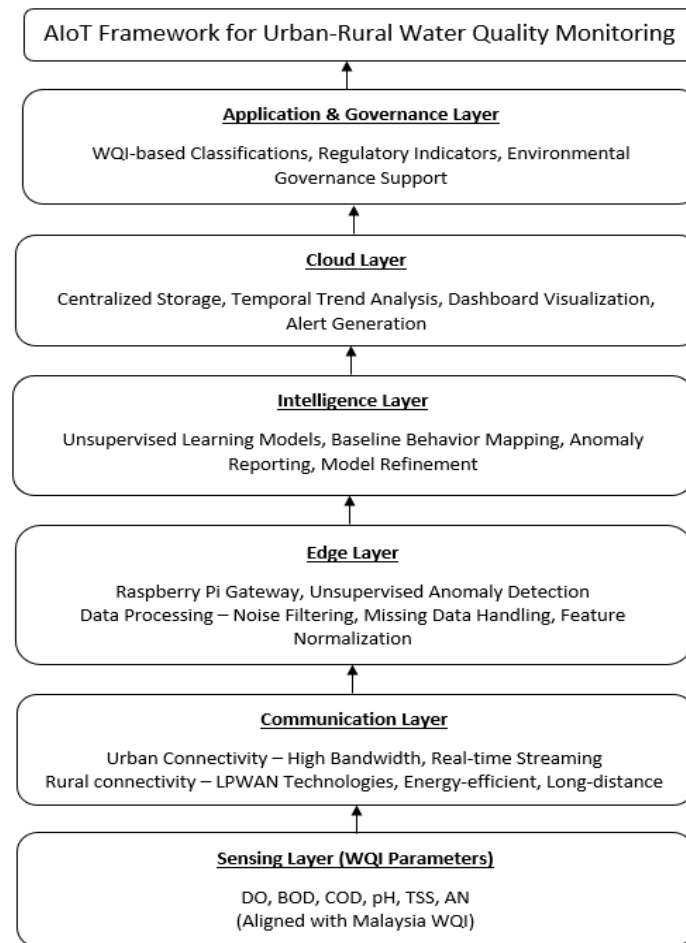 AIoT Framework for Urban-Rural Water Quality Monitoring
Application & Governance Layer
WQI-based Classifications, Regulatory Indicators, Environmental
Governance Support
Cloud Layer
Centralized Storage, Temporal Trend Analysis, Dashboard Visualization,
Alert Generation
Intelligence Layer
Unsupervised Learning Models, Baseline Behavior Mapping, Anomaly
Reporting, Model Refinement
Edge Layer
Raspberry Pi Gateway, Unsupervised Anomaly Detection
Data Processing – Noise Filtering, Missing Data Handling, Feature
Normalization
Communication Layer
Urban Connectivity – High Bandwidth, Real-time Streaming
Rural connectivity – LPWAN Technologies, Energy-efficient, Long-distance
Sensing Layer (WQI Parameters)
DO, BOD, COD, pH, TSS, AN
(Aligned with Malaysia WQI)